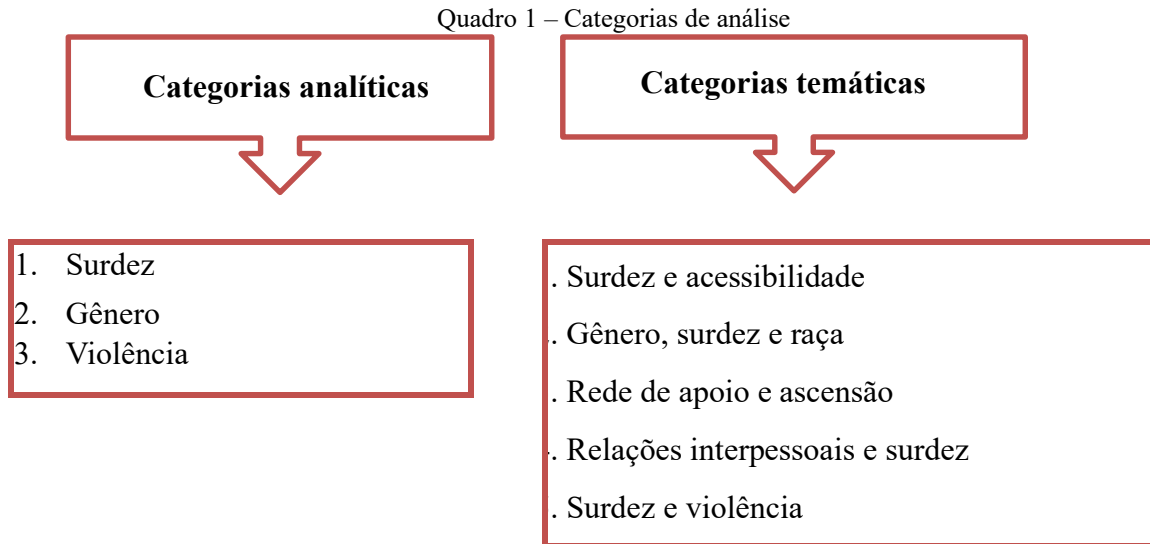 Quadro 1 – Categorias de análise
Categorias analíticas
Categorias temáticas
1. Surdez
2. Gênero
3. Violência
. Surdez e acessibilidade
. Gênero, surdez e raça
. Rede de apoio e ascensão
. Relações interpessoais e surdez
. Surdez e violência